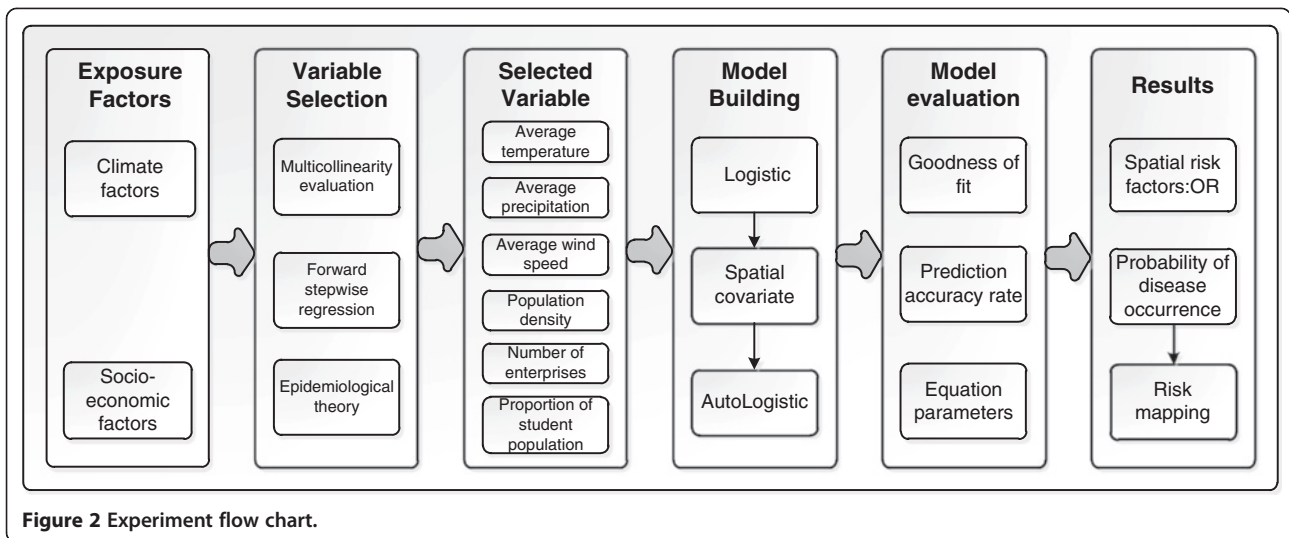 Exposure
Factors
Climate
factors
Socio-
economic
factors
Variable
Selection
Multicollinearity
evaluation
Forward
stepwise
regression
Epidemiological
theory
Selected
Variable
Average
temperature
Average
precipitation
Average wind
speed
Population
density
Number of
enterprises
Proportion of
student
population
Model
Building
Logistic
Spatial
covariate
AutoLogistic
Model
evaluation
Goodness of
fit
Prediction
accuracy rate
Equation
parameters
Results
Spatial risk
factors:OR
Probability of
disease
occurrence
Risk
mapping
Figure 2 Experiment flow chart.